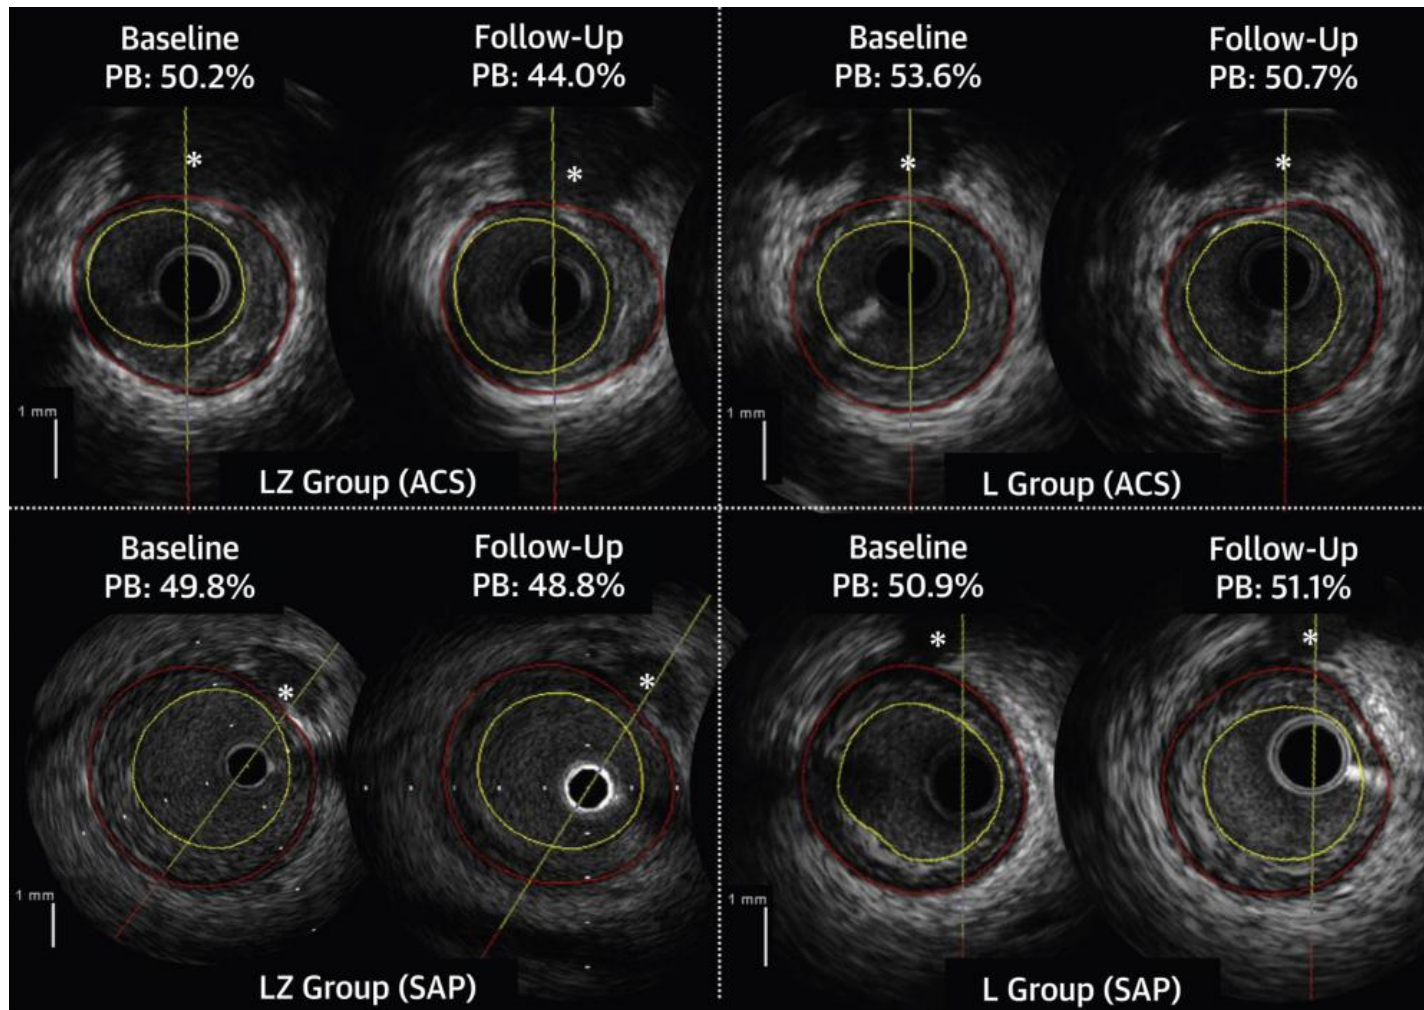 Baseline
PB: 50.2%
Follow-Up
PB: 44.0%
*
*
1 mm
LZ Group (ACS)
Baseline
PB: 53.6%
Follow-Up
PB: 50.7%
*
*
1 mm
L Group (ACS)
Baseline
PB: 49.8%
Follow-Up
PB: 48.8%
*
*
1 mm
LZ Group (SAP)
Baseline
PB: 50.9%
Follow-Up
PB: 51.1%
*
*
1 mm
L Group (SAP)